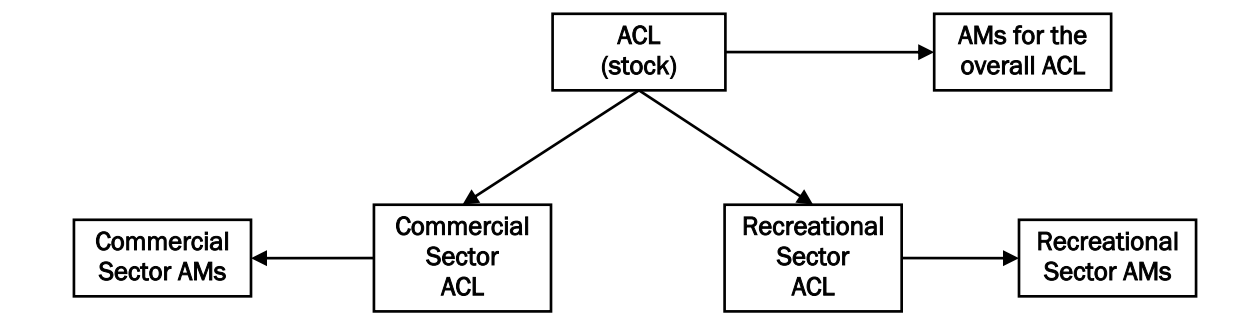 ACL
(stock)
AMs for the
overall ACL
Commercial
Sector AMs
Commercial
Sector
ACL
Recreational
Sector
ACL
Recreational
Sector AMs